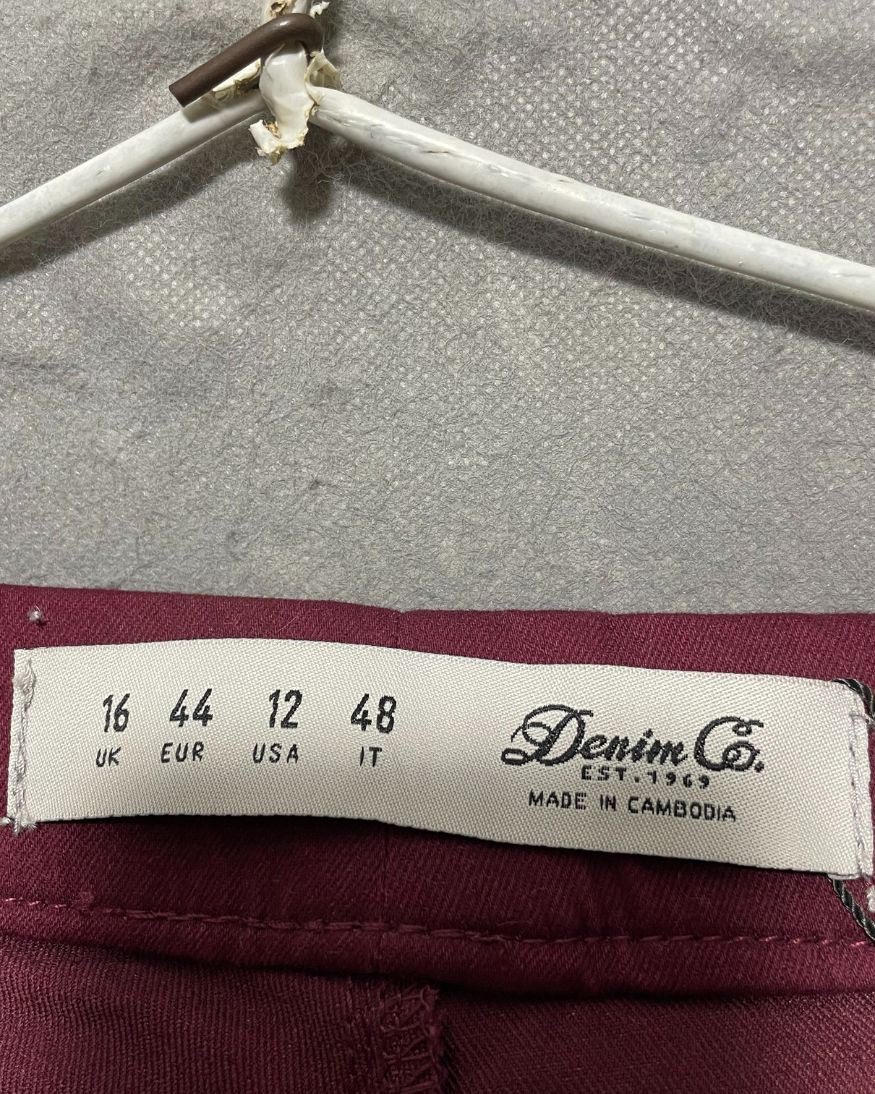 16 44 12 48
UK EUR USA IT
Denim Co.
EST. 1969
MADE IN CAMBODIA